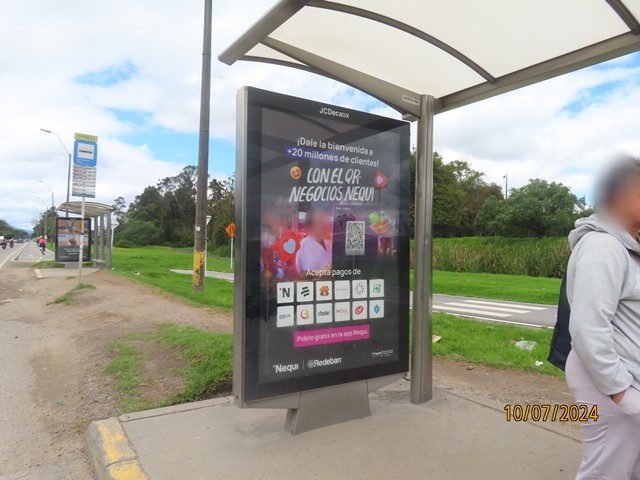 JCDecaux
¡Dale la bienvenida a
+20 millones de clientes!
CON EL QR
NEGOCIOS NEQUI
Acepta pagos de
N
dale!
Pídelo gratis en la app Nequi
Nequi | Redeban
10/07/2024